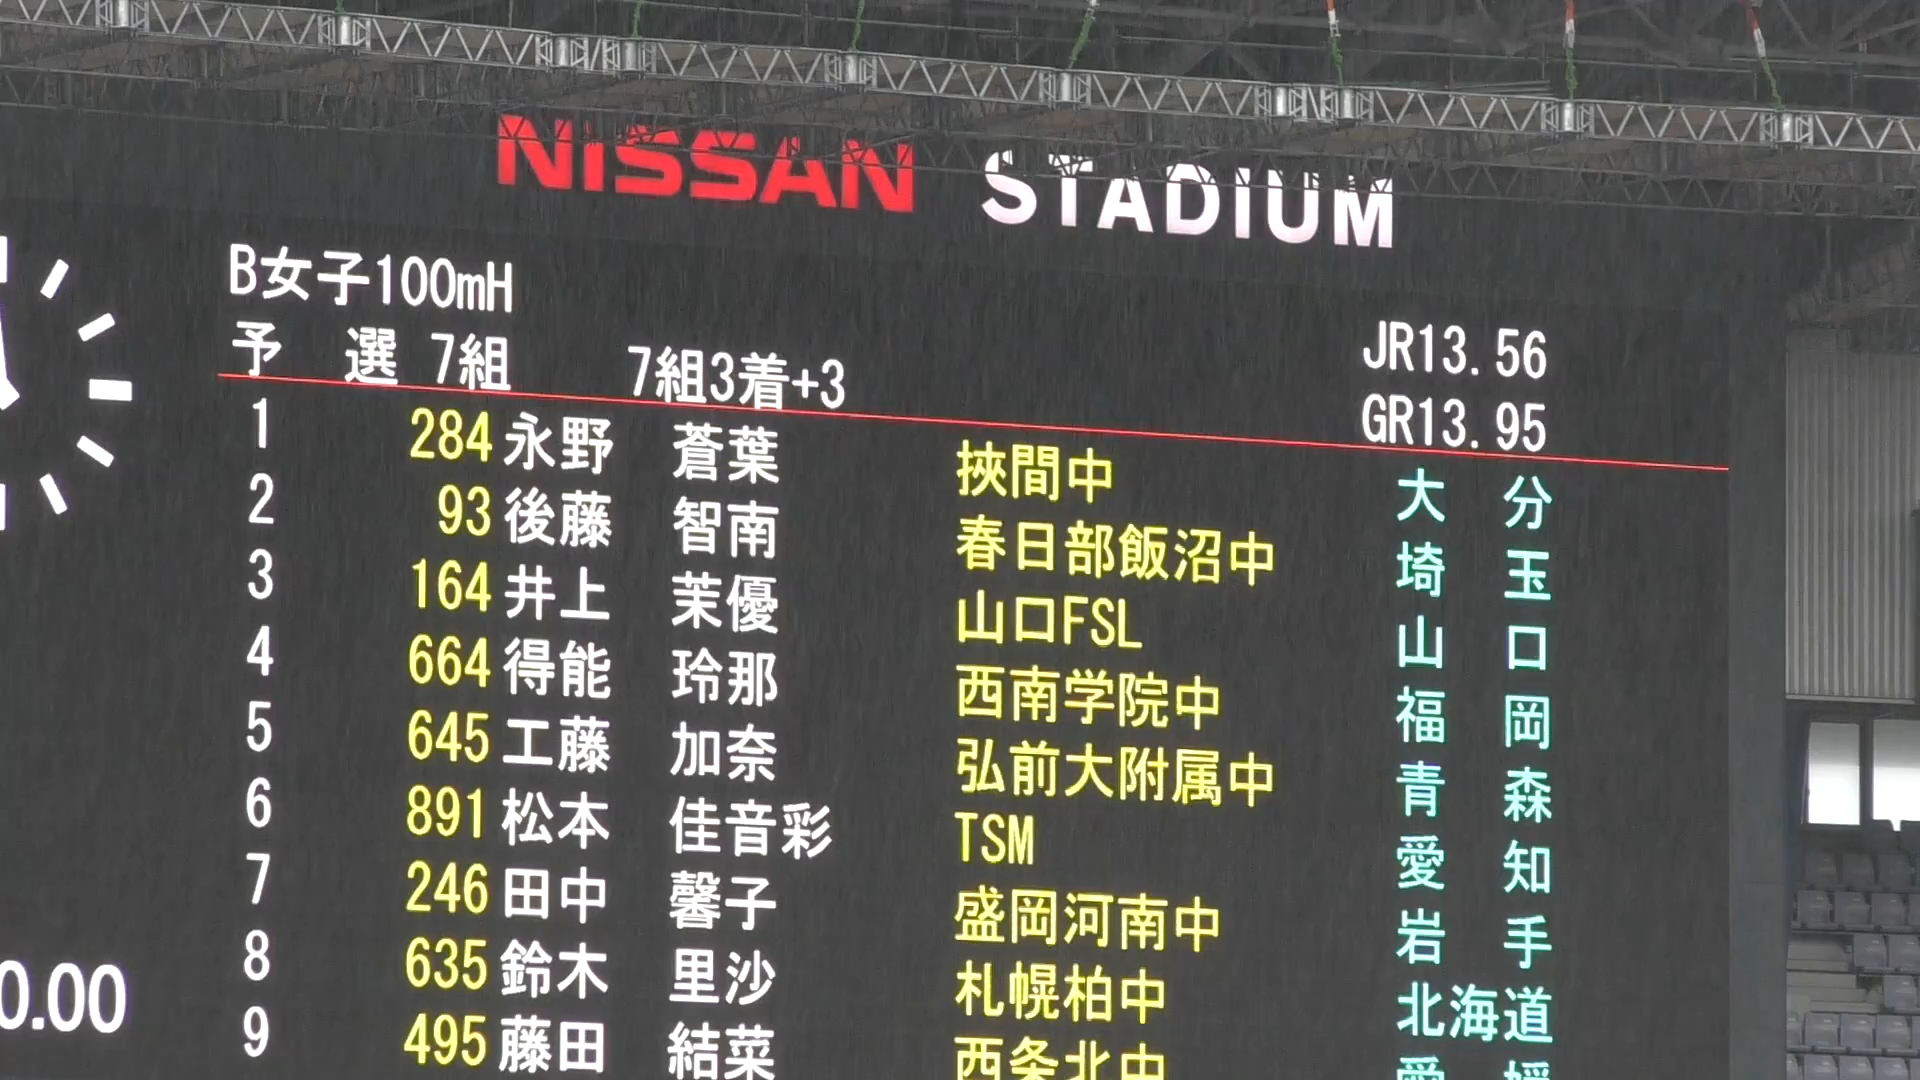 NISSAN STADIUM
B女子100mH
予 選 7組 7組3着+3 JR13.56
GR13.95
1 284 永野 蒼葉 挾間中 大分
2 93 後藤 智南 春日部飯沼中 埼玉
3 164 井上 茉優 山口FSL 山口
4 664 得能 玲那 西南学院中 福岡
5 645 工藤 加奈 弘前大附属中 青森
6 891 松本 佳音彩 TSM 愛知
7 246 田中 馨子 盛岡河南中 岩手
8 635 鈴木 里沙 札幌柏中 北海道
9 495 藤田 結菜 西条北中 愛媛
0.00